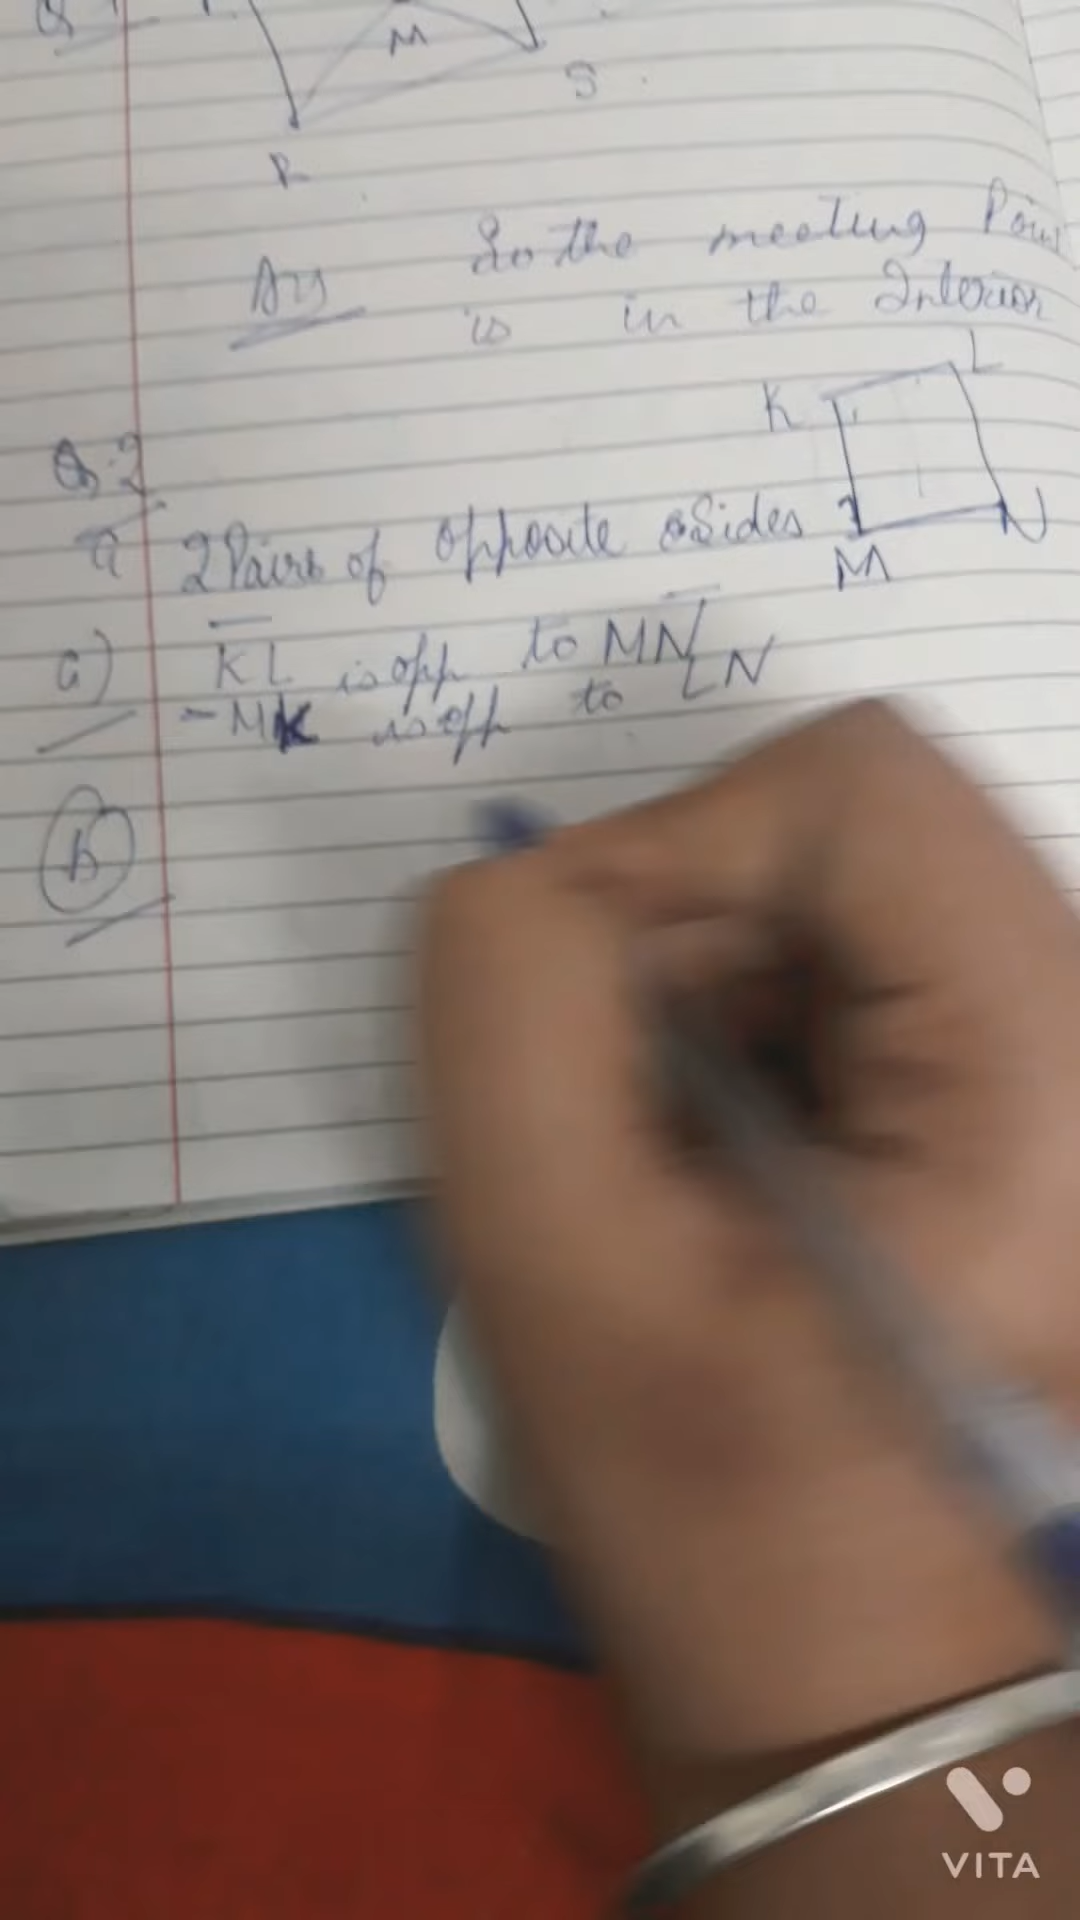 M
S
R
Ans So the meeting Point
is in the Interior
K L
Q.2
a 2 Pairs of opposite Sides
M N
a) KL is opp to MN
- MK is opp to LN
b
VITA